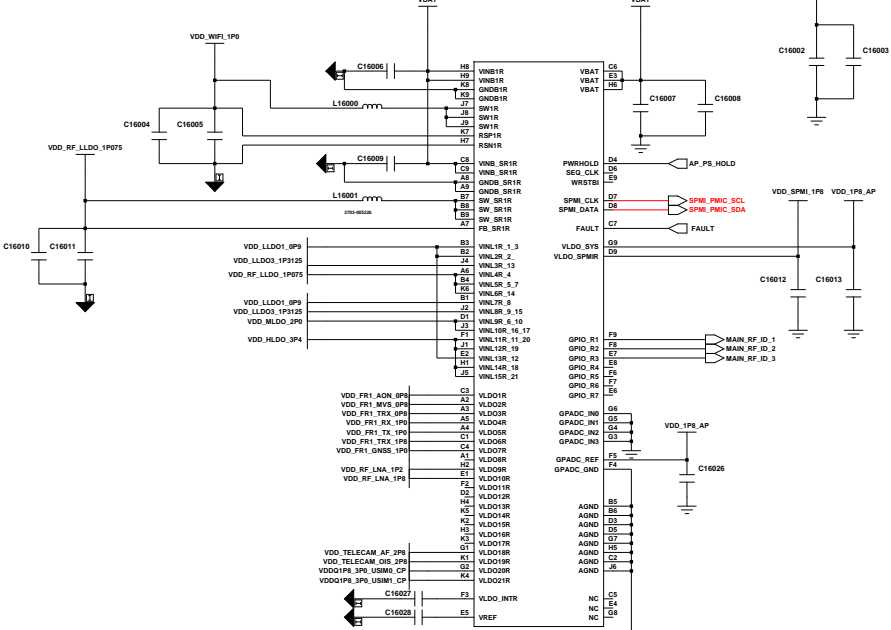 VBAT
VBAT
VDD_WIFI_1P0
C16002
C16003
C16006
H8 VINB1R
H9 VINB1R
K8 GNDB1R
K9 GNDB1R
L16000
J7 SW1R
J8 SW1R
J9 SW1R
K7 RSP1R
H7 RSN1R
VBAT C6
VBAT E3
VBAT H6
C16007
C16008
C16004
C16005
VDD_RF_LLDO_1P075
C16009
C8 VINB_SR1R
C9 VINB_SR1R
A8 GNDB_SR1R
A9 GNDB_SR1R
L16001
2703-005226
B7 SW_SR1R
B8 SW_SR1R
B9 SW_SR1R
A7 FB_SR1R
PWRHOLD D4 AP_PS_HOLD
SEQ_CLK D6
WRSTBI E9
SPMI_CLK D7 SPMI_PMIC_SCL
SPMI_DATA D8 SPMI_PMIC_SDA
FAULT C7 FAULT
VDD_SPMI_1P8
VDD_1P8_AP
VLDO_SYS G9
VLDO_SPMIR D9
C16010
C16011
C16012
C16013
VDD_LLDO1_0P9
VDD_LLDO3_1P3125
VDD_RF_LLDO_1P075
VDD_LLDO1_0P9
VDD_LLDO3_1P3125
VDD_MLDO_2P0
VDD_HLDO_3P4
B3 VINL1R_1_3
B2 VINL2R_2_
J4 VINL3R_13
A6 VINL4R_4
B4 VINL5R_5_7
K6 VINL6R_14
B1 VINL7R_8
J2 VINL8R_9_15
D1 VINL9R_6_10
J3 VINL10R_16_17
F1 VINL11R_11_20
J1 VINL12R_19
E2 VINL13R_12
H1 VINL14R_18
J5 VINL15R_21
GPIO_R1 F9 MAIN_RF_ID_1
GPIO_R2 F8 MAIN_RF_ID_2
GPIO_R3 E7 MAIN_RF_ID_3
GPIO_R4 E8
GPIO_R5 F6
GPIO_R6 F7
GPIO_R7 E6
VDD_FR1_AON_0P8 C3 VLDO1R
VDD_FR1_MVS_0P8 A2 VLDO2R
VDD_FR1_TRX_0P8 A3 VLDO3R
VDD_FR1_RX_1P0 A5 VLDO4R
VDD_FR1_TX_1P0 A4 VLDO5R
VDD_FR1_TRX_1P8 C1 VLDO6R
VDD_FR1_GNSS_1P0 C4 VLDO7R
A1 VLDO8R
VDD_RF_LNA_1P2 H2 VLDO9R
VDD_RF_LNA_1P8 E1 VLDO10R
F2 VLDO11R
D2 VLDO12R
H4 VLDO13R
K5 VLDO14R
K2 VLDO15R
H3 VLDO16R
K3 VLDO17R
VDD_TELECAM_AF_2P8 G1 VLDO18R
VDD_TELECAM_OIS_2P8 K1 VLDO19R
VDDQ1P8_3P0_USIM0_CP G2 VLDO20R
VDDQ1P8_3P0_USIM1_CP K4 VLDO21R
C16027 F3 VLDO_INTR
C16028 E5 VREF
GPADC_IN0 G6
GPADC_IN1 G5
GPADC_IN2 G4
GPADC_IN3 G3
VDD_1P8_AP
GPADC_REF F5
GPADC_GND F4
C16026
AGND B5
AGND B6
AGND D3
AGND D5
AGND G7
AGND H5
AGND C2
AGND J6
NC C5
NC E4
NC G8